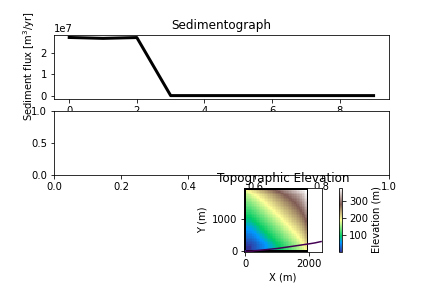 Sedimentograph
1e7
Sediment flux [m³/yr]
2
1
0
0 2 4 6 8
1.0
0.5
0.0
0.0 0.2 0.4 0.6 0.8 1.0
Topographic Elevation
Y (m)
1000
0
0 2000
X (m)
300
200
100
Elevation (m)